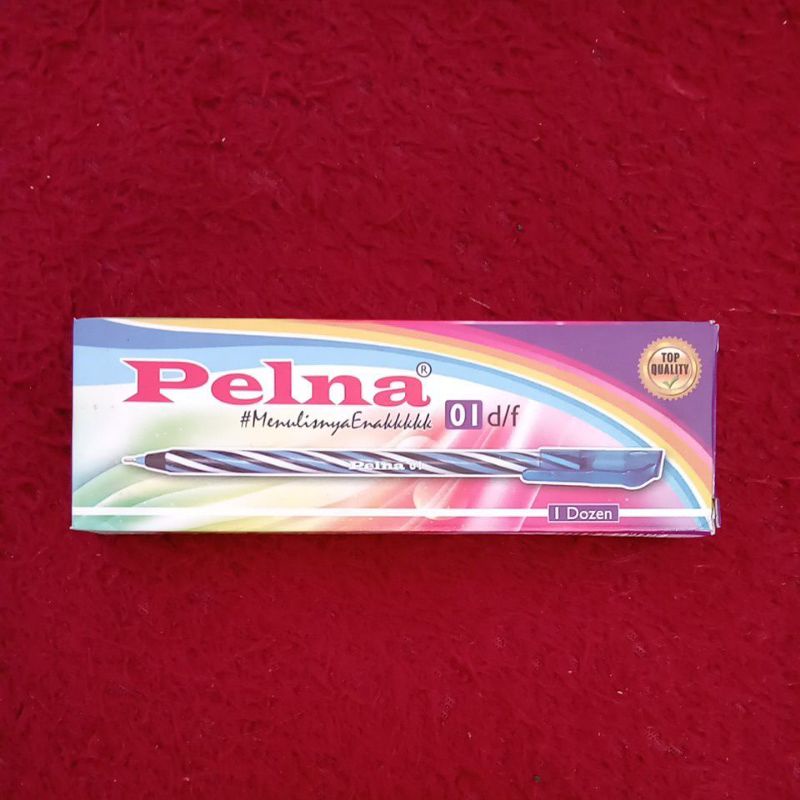 Pelna®
#MenulisnyaEnakkkkk
01 d/f
TOP
QUALITY
Pelna 01
1 Dozen